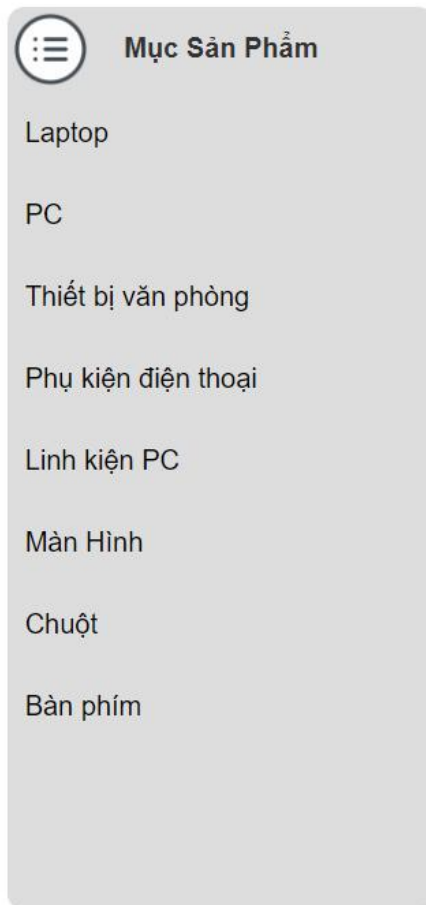 Mục Sản Phẩm
Laptop
PC
Thiết bị văn phòng
Phụ kiện điện thoại
Linh kiện PC
Màn Hình
Chuột
Bàn phím